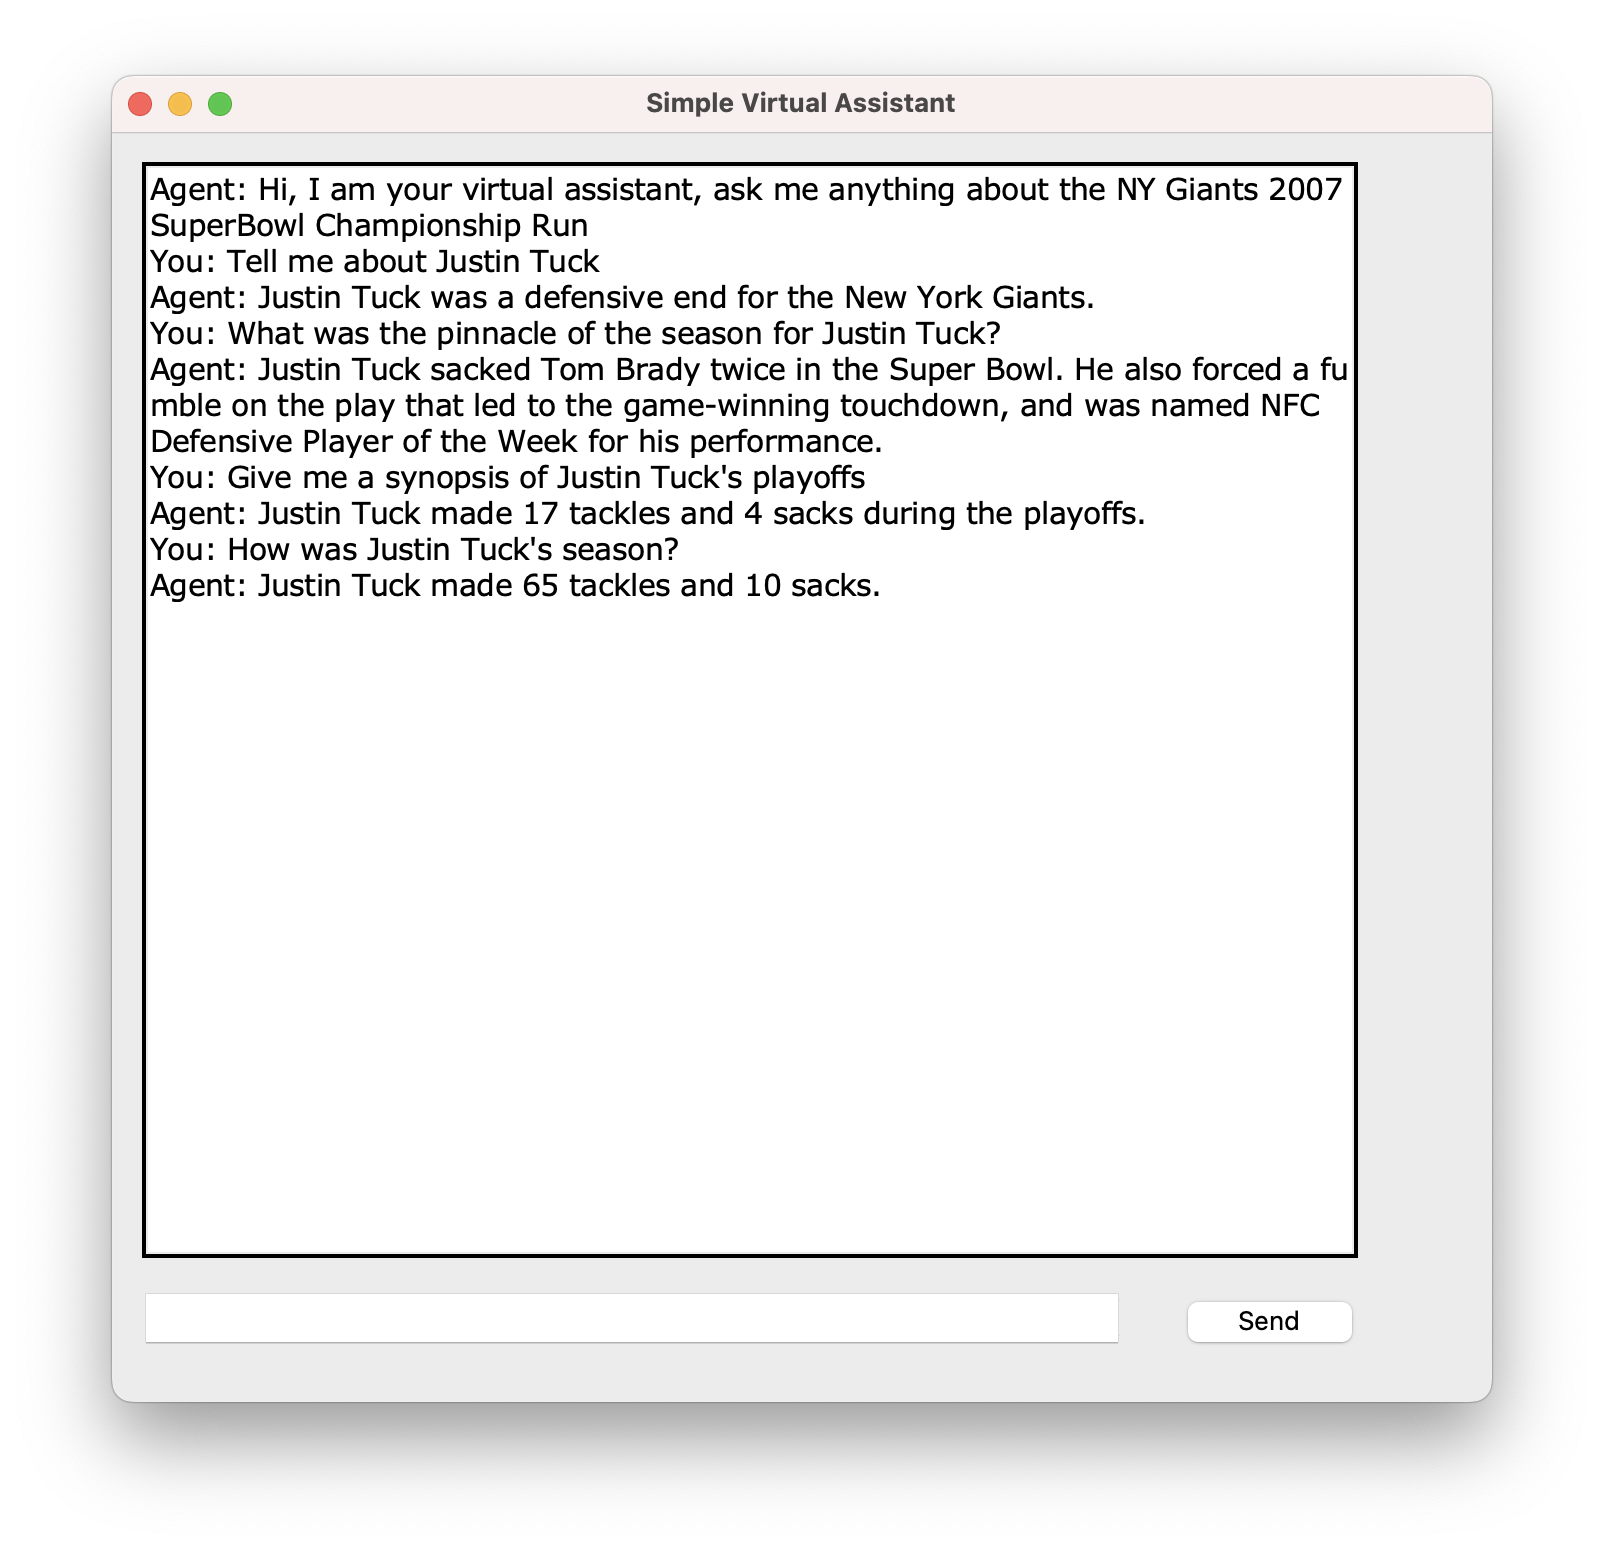 Simple Virtual Assistant
Agent: Hi, I am your virtual assistant, ask me anything about the NY Giants 2007
SuperBowl Championship Run
You: Tell me about Justin Tuck
Agent: Justin Tuck was a defensive end for the New York Giants.
You: What was the pinnacle of the season for Justin Tuck?
Agent: Justin Tuck sacked Tom Brady twice in the Super Bowl. He also forced a fu
mble on the play that led to the game-winning touchdown, and was named NFC
Defensive Player of the Week for his performance.
You: Give me a synopsis of Justin Tuck's playoffs
Agent: Justin Tuck made 17 tackles and 4 sacks during the playoffs.
You: How was Justin Tuck's season?
Agent: Justin Tuck made 65 tackles and 10 sacks.
Send